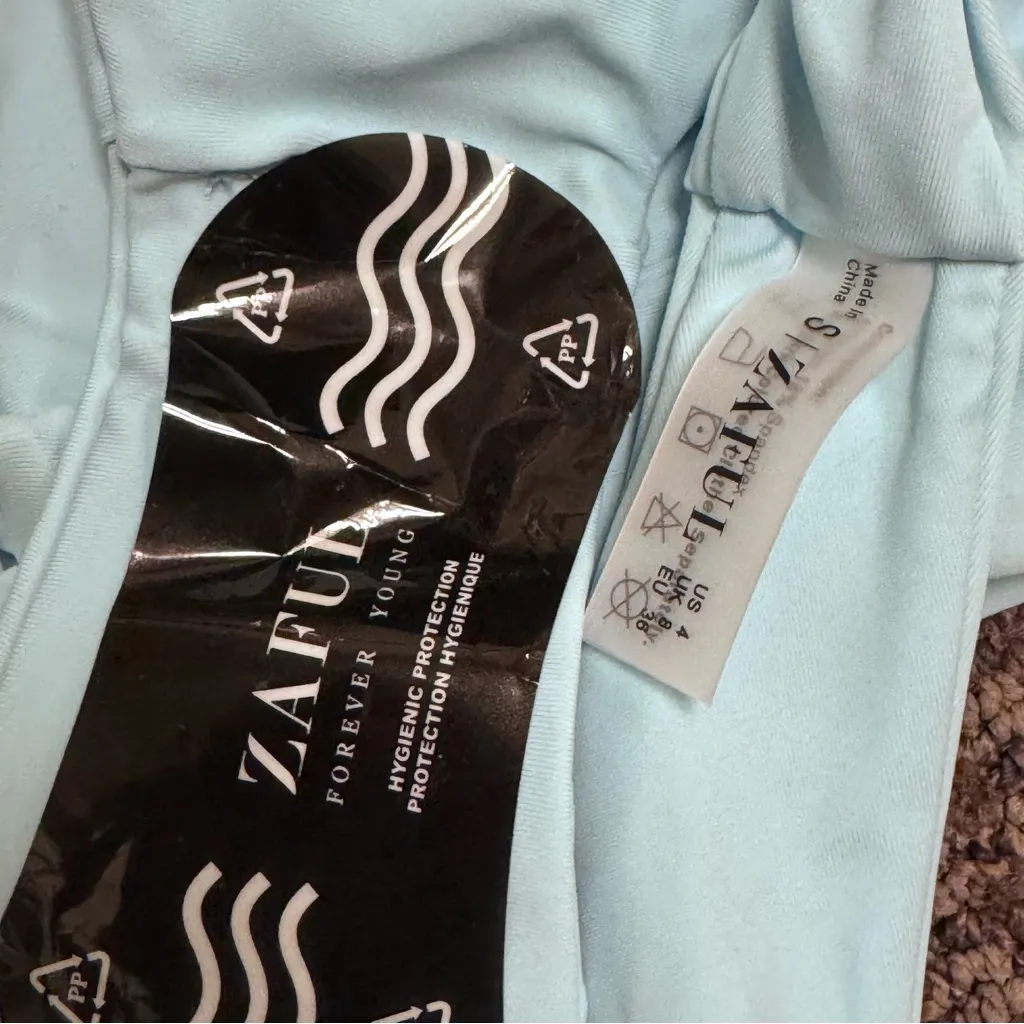 ZAFUL
FOREVER YOUNG
HYGIENIC PROTECTION
PROTECTION HYGIENIQUE
PP
PP
PP
Made in
China
S | ZAFUL
US 4
UK 8
EU 36